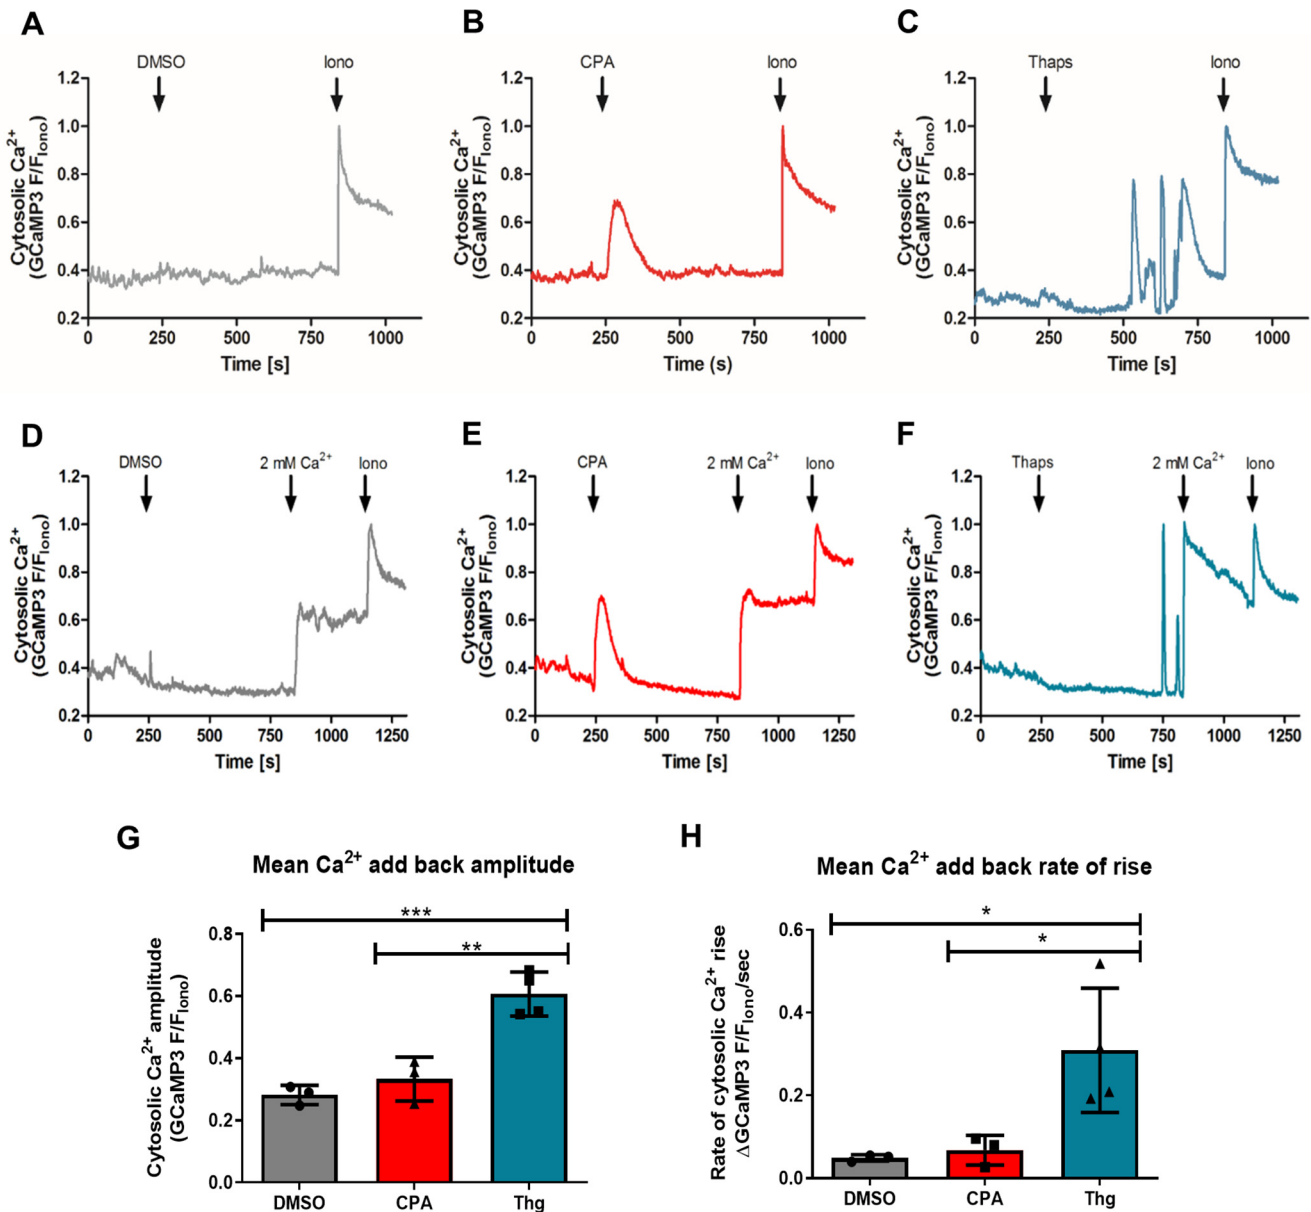 A
DMSO
Iono
1.2
1.0
0.8
0.6
0.4
0.2
Cytosolic Ca²⁺
(GCaMP3 F/F_Iono)
0 250 500 750 1000
Time [s]
B
CPA
Iono
1.2
1.0
0.8
0.6
0.4
0.2
Cytosolic Ca²⁺
(GCaMP3 F/F_Iono)
0 250 500 750 1000
Time (s)
C
Thaps
Iono
1.2
1.0
0.8
0.6
0.4
0.2
Cytosolic Ca²⁺
(GCaMP3 F/F_Iono)
0 250 500 750 1000
Time [s]
D
DMSO
2 mM Ca²⁺
Iono
1.2
1.0
0.8
0.6
0.4
0.2
Cytosolic Ca²⁺
(GCaMP3 F/F_Iono)
0 250 500 750 1000 1250
Time [s]
E
CPA
2 mM Ca²⁺
Iono
1.2
1.0
0.8
0.6
0.4
0.2
Cytosolic Ca²⁺
(GCaMP3 F/F_Iono)
0 250 500 750 1000 1250
Time [s]
F
Thaps
2 mM Ca²⁺
Iono
1.2
1.0
0.8
0.6
0.4
0.2
Cytosolic Ca²⁺
(GCaMP3 F/F_Iono)
0 250 500 750 1000 1250
Time [s]
G
Mean Ca²⁺ add back amplitude
***
**
0.8
0.6
0.4
0.2
0.0
Cytosolic Ca²⁺ amplitude
(GCaMP3 F/F_Iono)
DMSO CPA Thg
H
Mean Ca²⁺ add back rate of rise
*
*
0.6
0.4
0.2
0.0
Rate of cytosolic Ca²⁺ rise
ΔGCaMP3 F/F_Iono/sec
DMSO CPA Thg